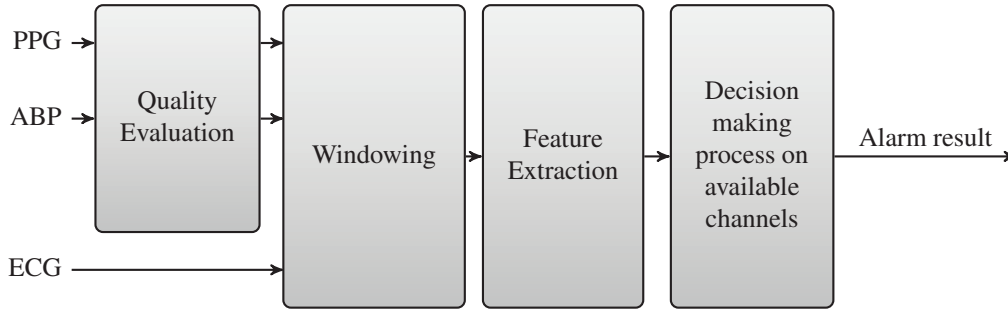 PPG
ABP
ECG
Quality
Evaluation
Windowing
Feature
Extraction
Decision
making
process on
available
channels
Alarm result